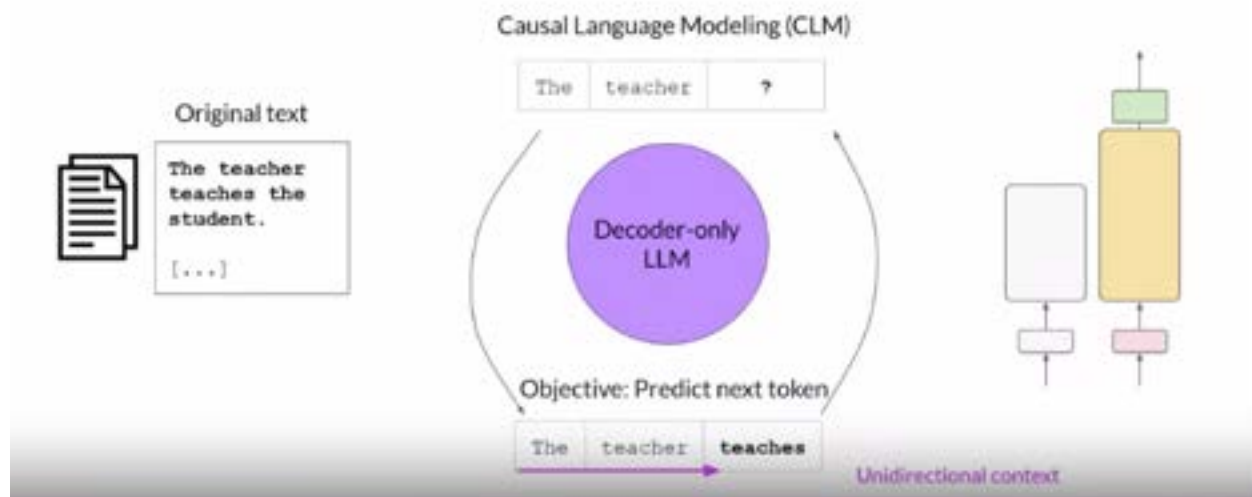 Causal Language Modeling (CLM)
The teacher ?
Original text
The teacher
teaches the
student.
[...]
Decoder-only
LLM
Objective: Predict next token
The teacher teaches
Unidirectional context